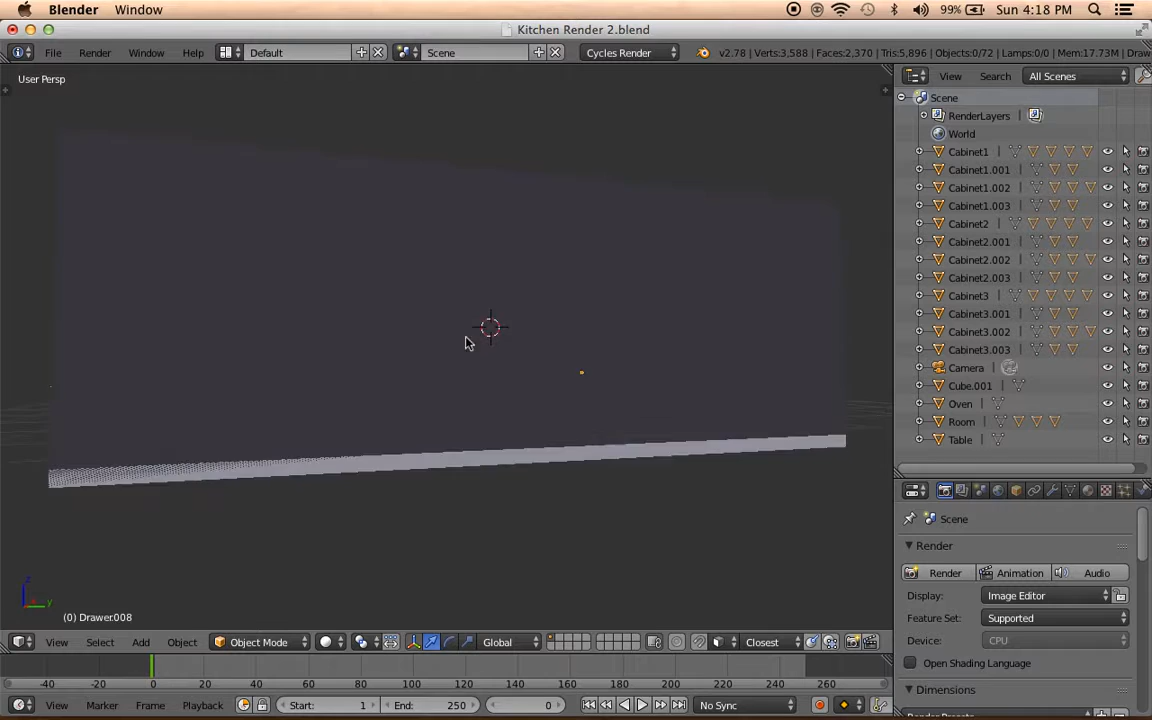 Blender Window 99% Sun 4:18 PM
Kitchen Render 2.blend
File Render Window Help Default Scene Cycles Render v2.78 | Verts:3,588 | Faces:2,370 | Tris:5,896 | Objects:0/72 | Lamps:0/0 | Mem:17.73M | Draw
User Persp
View Search All Scenes
Scene
RenderLayers
World
Cabinet1
Cabinet1.001
Cabinet1.002
Cabinet1.003
Cabinet2
Cabinet2.001
Cabinet2.002
Cabinet2.003
Cabinet3
Cabinet3.001
Cabinet3.002
Cabinet3.003
Camera
Cube.001
Oven
Room
Table
Scene
Render
Render Animation Audio
Display: Image Editor
Feature Set: Supported
Device: CPU
Open Shading Language
Dimensions
z
y
(0) Drawer.008
View Select Add Object Object Mode Global Closest
-40 -20 0 20 40 60 80 100 120 140 160 180 200 220 240 260
View Marker Frame Playback Start: 1 End: 250 0 No Sync